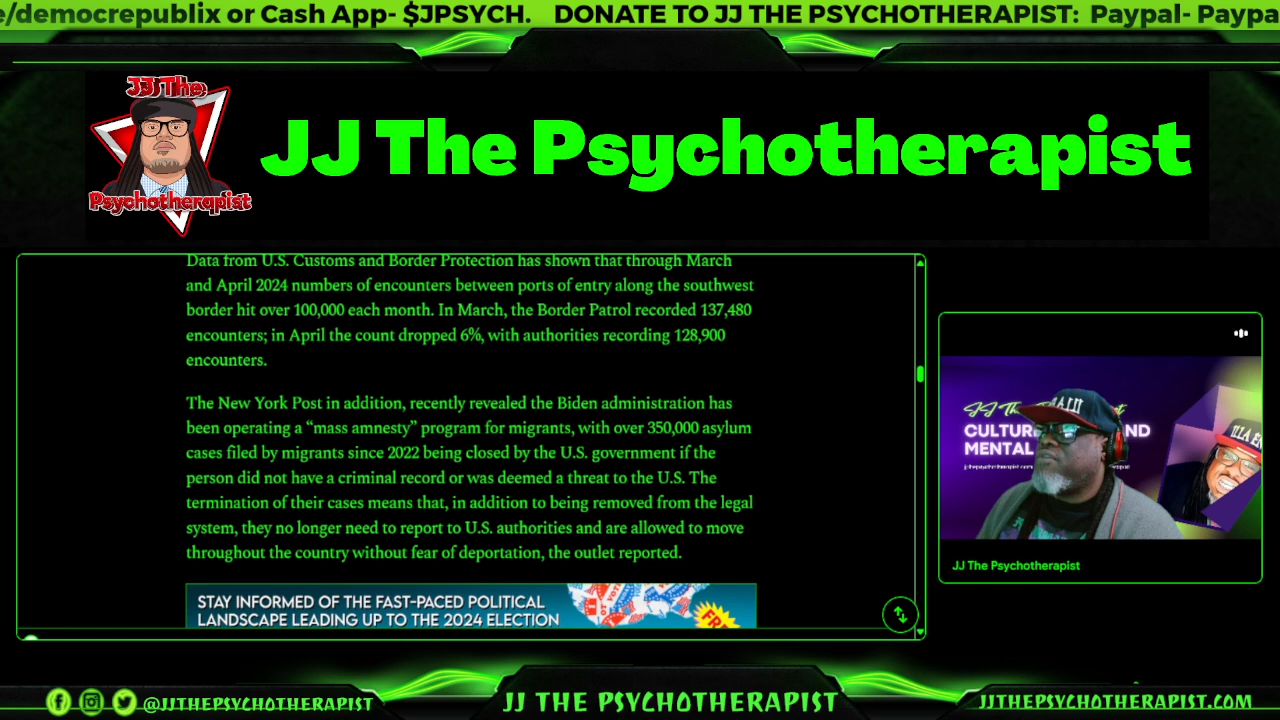 e/democrepublix or Cash App- $JPSYCH. DONATE TO JJ THE PSYCHOTHERAPIST: Paypal- Paypa
JJ The
Psychotherapist
JJ The Psychotherapist
Data from U.S. Customs and Border Protection has shown that through March
and April 2024 numbers of encounters between ports of entry along the southwest
border hit over 100,000 each month. In March, the Border Patrol recorded 137,480
encounters; in April the count dropped 6%, with authorities recording 128,900
encounters.
The New York Post in addition, recently revealed the Biden administration has
been operating a “mass amnesty” program for migrants, with over 350,000 asylum
cases filed by migrants since 2022 being closed by the U.S. government if the
person did not have a criminal record or was deemed a threat to the U.S. The
termination of their cases means that, in addition to being removed from the legal
system, they no longer need to report to U.S. authorities and are allowed to move
throughout the country without fear of deportation, the outlet reported.
STAY INFORMED OF THE FAST-PACED POLITICAL
LANDSCAPE LEADING UP TO THE 2024 ELECTION
JJ Th
CULTUR ND
MENTAL
JJ The Psychotherapist
@JJTHEPSYCHOTHERAPIST
JJ THE PSYCHOTHERAPIST
JJTHEPSYCHOTHERAPIST.COM